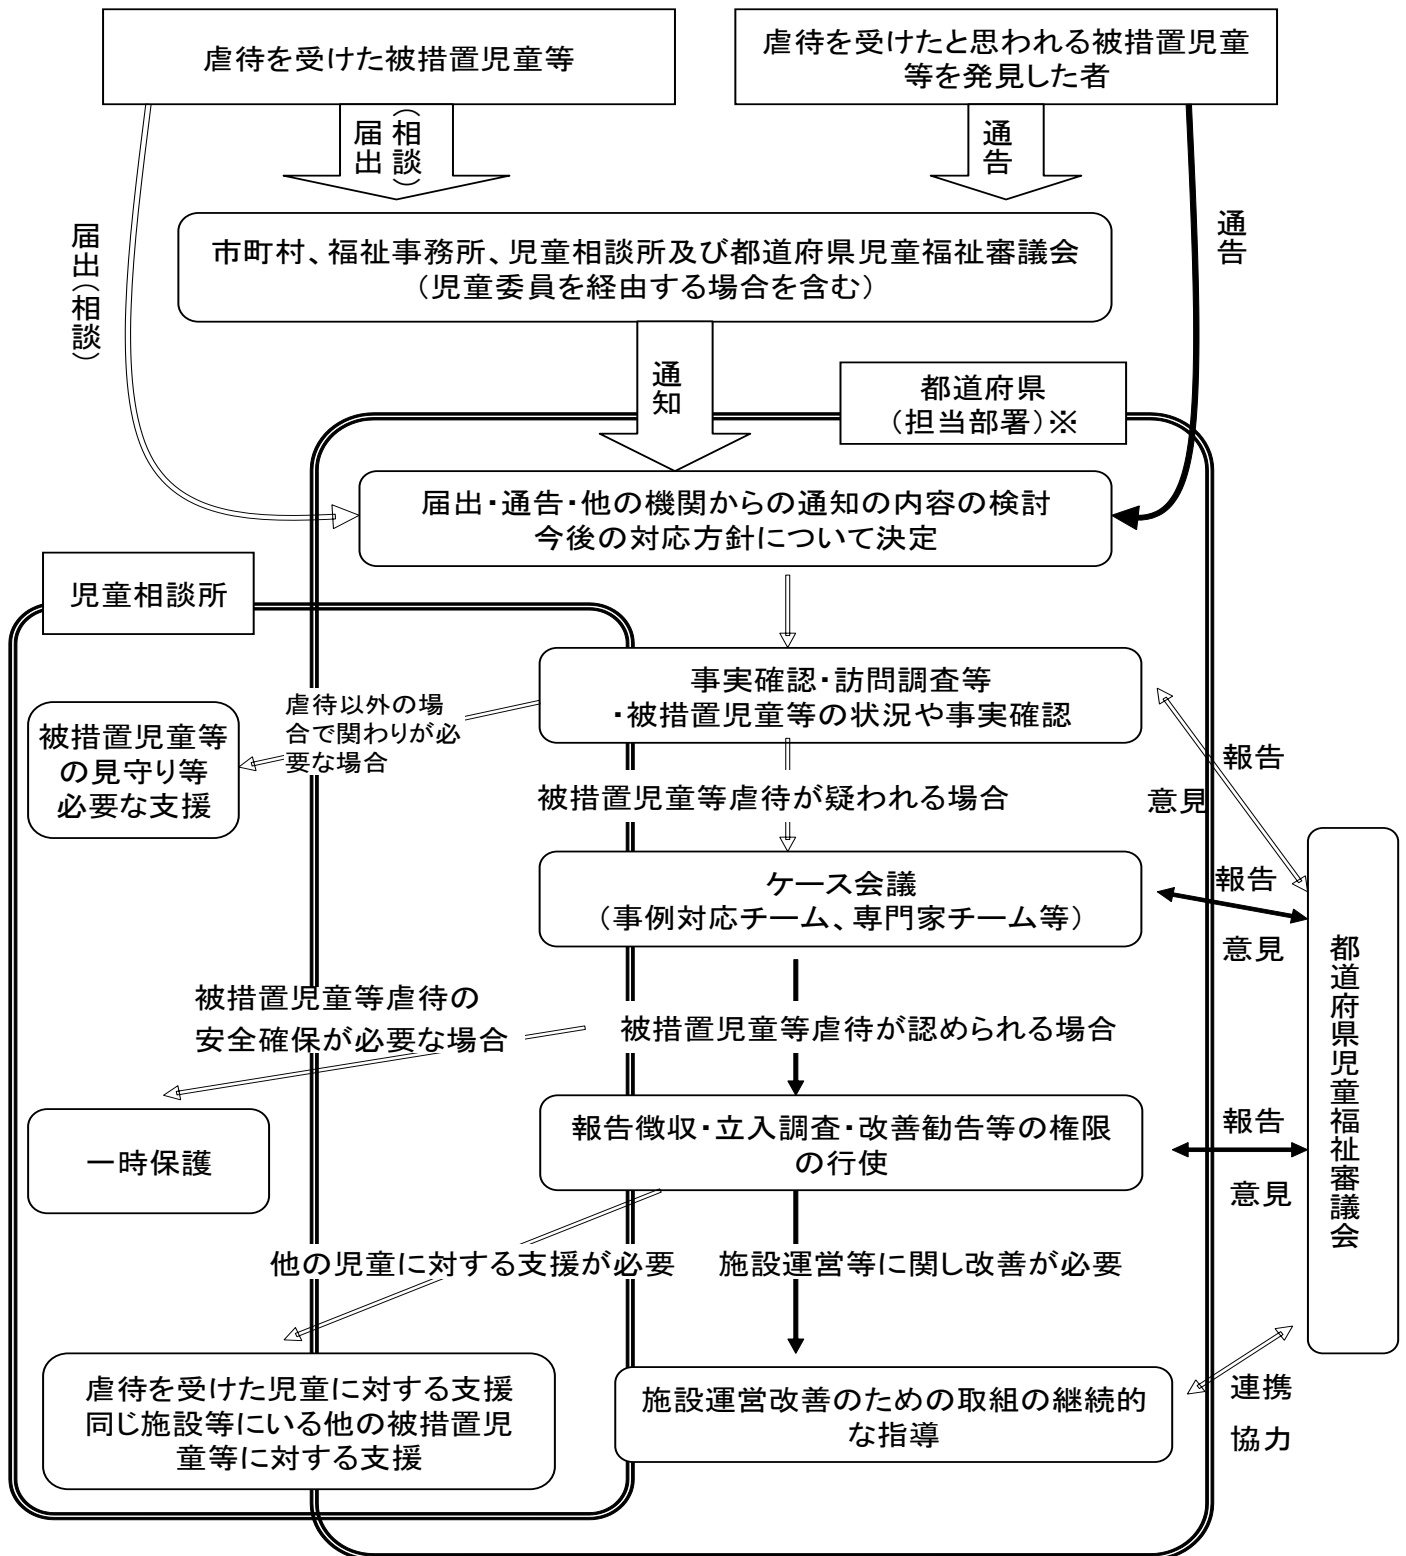 虐待を受けた被措置児童等
虐待を受けたと思われる被措置児童
等を発見した者
届出
(相談)
通告
届出(相談)
通告
市町村、福祉事務所、児童相談所及び都道府県児童福祉審議会
(児童委員を経由する場合を含む)
通知
都道府県
(担当部署)※
届出・通告・他の機関からの通知の内容の検討
今後の対応方針について決定
児童相談所
事実確認・訪問調査等
・被措置児童等の状況や事実確認
虐待以外の場
合で関わりが必
要な場合
被措置児童等
の見守り等
必要な支援
報告
意見
被措置児童等虐待が疑われる場合
ケース会議
(事例対応チーム、専門家チーム等)
報告
意見
都道府県児童福祉審議会
被措置児童等虐待の
安全確保が必要な場合
被措置児童等虐待が認められる場合
一時保護
報告徴収・立入調査・改善勧告等の権限
の行使
報告
意見
他の児童に対する支援が必要
施設運営等に関し改善が必要
虐待を受けた児童に対する支援
同じ施設等にいる他の被措置児
童等に対する支援
施設運営改善のための取組の継続的
な指導
連携
協力